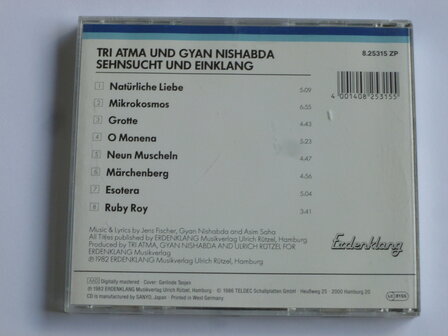 TRI ATMA UND GYAN NISHABDA 8.25315 ZP
SEHNSUCHT UND EINKLANG
1 Natürliche Liebe 5:09
2 Mikrokosmos 6:55
3 Grotte 4:43
4 O Monena 5:23
5 Neun Muscheln 4:47
6 Märchenberg 4:56
7 Esotera 5:04
8 Ruby Roy 3:41
4 001408 253155
Music & Lyrics by Jens Fischer, Gyan Nishabda and Asim Saha
All Titles published by ERDENKLANG Musikverlag Ulrich Rützel, Hamburg
Produced by TRI ATMA, GYAN NISHABDA AND ULRICH RÜTZEL FOR
ERDENKLANG Musikverlag
℗ 1982 ERDENKLANG Musikverlag Ulrich Rützel, Hamburg
Erdenklang
AAD Digitally mastered · Cover: Gerlinde
℗ 1982 ERDENKLANG Musikverlag Ulrich Rützel, Hamburg · © 1986 TELDEC-Schallplatten GmbH · Heußweg 25 · 2000 Hamburg 20
CD is manufactured by SANYO, Japan · Printed in West Germany